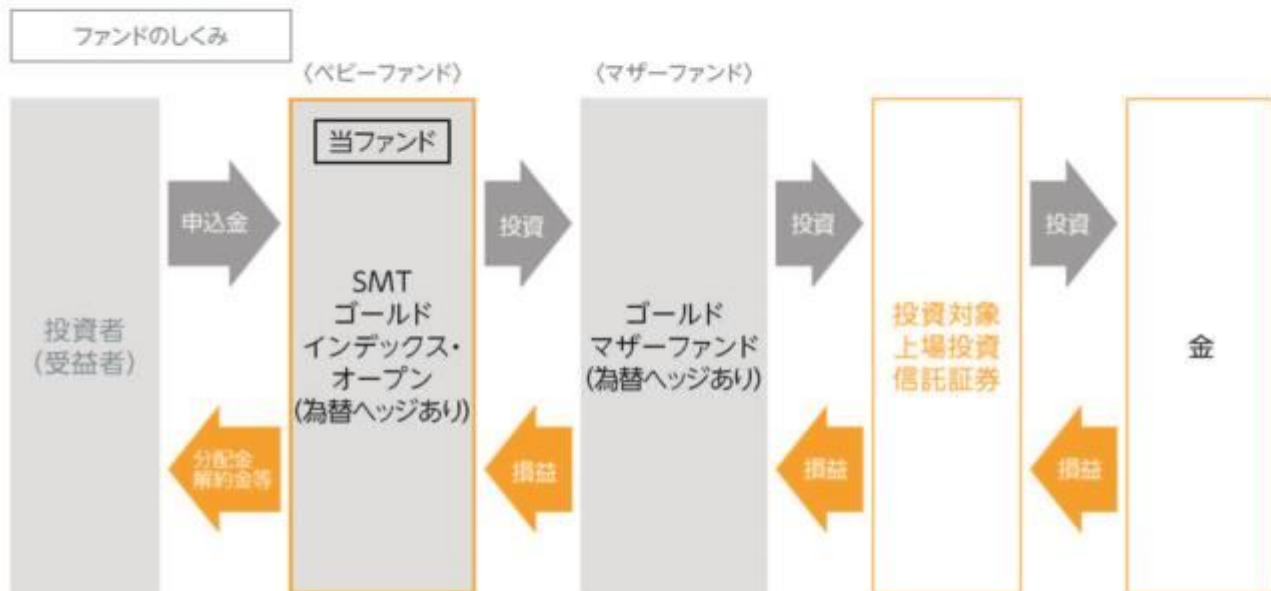 ファンドのしくみ
〈ベビーファンド〉
〈マザーファンド〉
当ファンド
申込金
投資
投資
投資
投資者
(受益者)
SMT
ゴールド
インデックス・
オープン
(為替ヘッジあり)
ゴールド
マザーファンド
(為替ヘッジあり)
投資対象
上場投資
信託証券
金
分配金
解約金等
損益
損益
損益